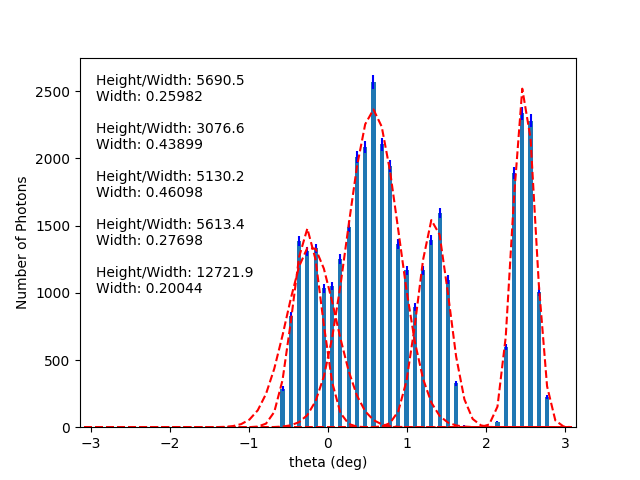 Height/Width: 5690.5
Width: 0.25982
Height/Width: 3076.6
Width: 0.43899
Height/Width: 5130.2
Width: 0.46098
Height/Width: 5613.4
Width: 0.27698
Height/Width: 12721.9
Width: 0.20044
2500
2000
1500
1000
500
0
Number of Photons
−3 −2 −1 0 1 2 3
theta (deg)